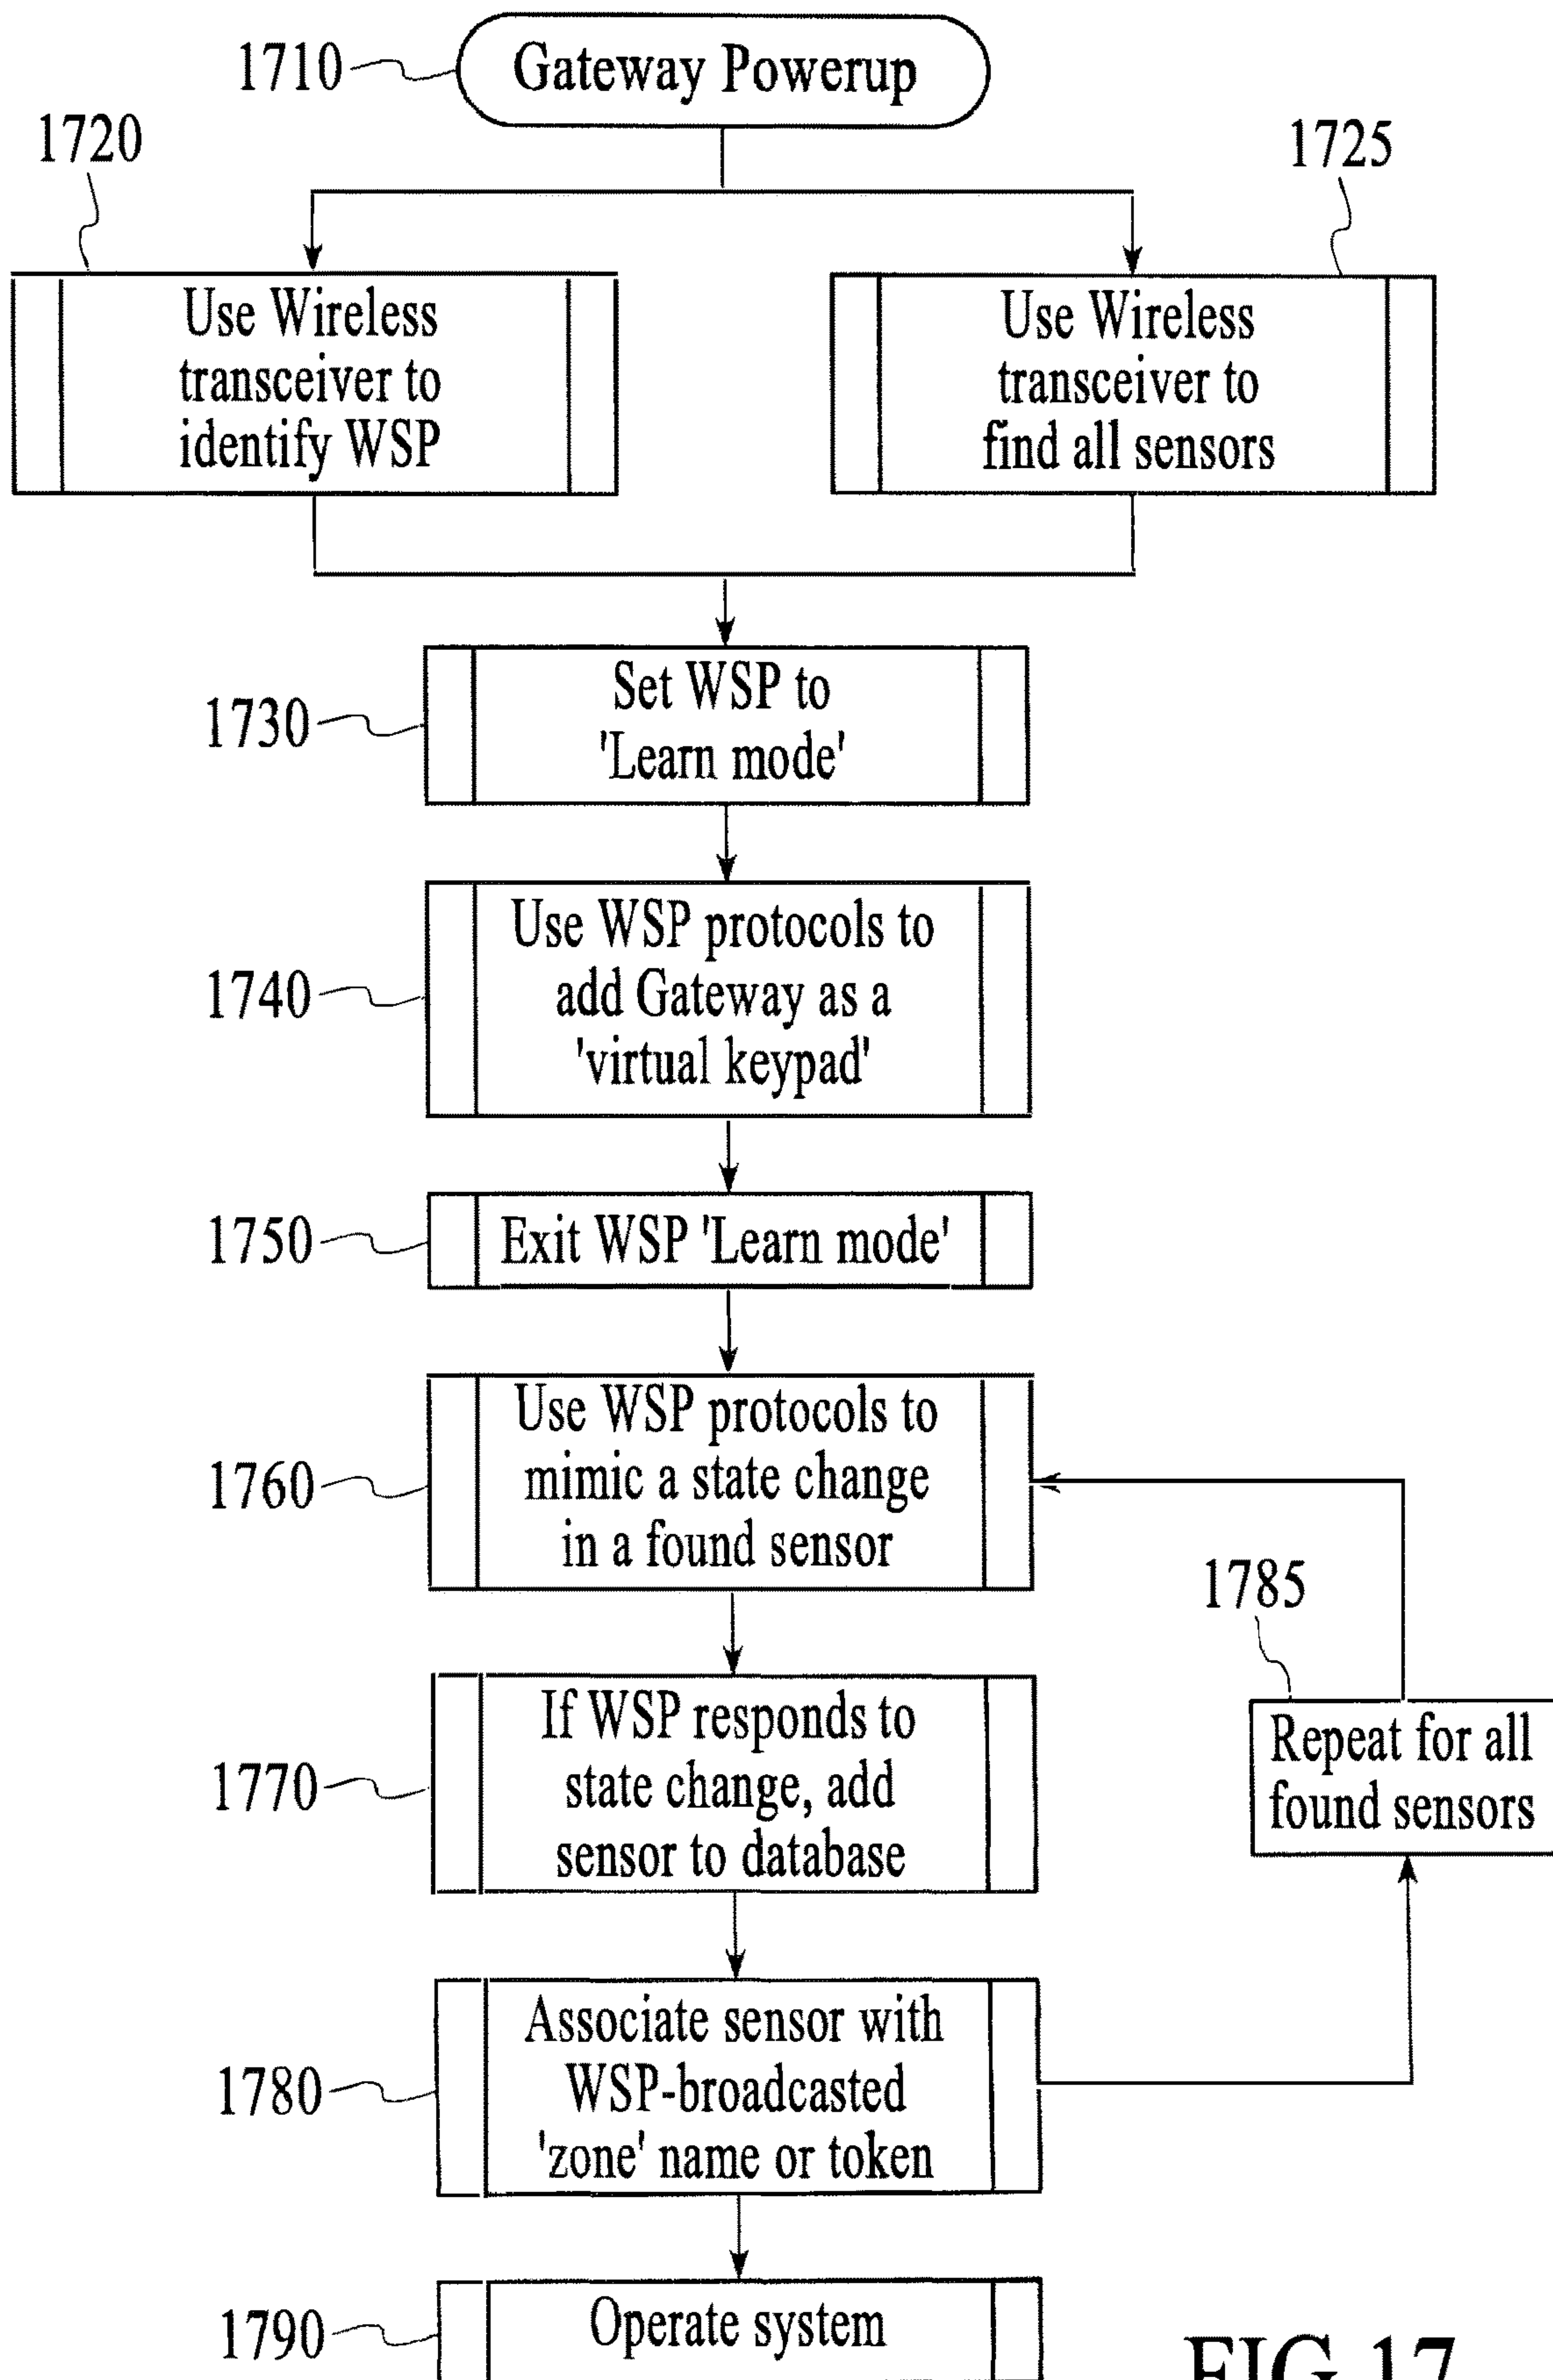 1710
Gateway Powerup
1720
1725
Use Wireless
transceiver to
identify WSP
Use Wireless
transceiver to
find all sensors
1730
Set WSP to
'Learn mode'
1740
Use WSP protocols to
add Gateway as a
'virtual keypad'
1750
Exit WSP 'Learn mode'
1760
Use WSP protocols to
mimic a state change
in a found sensor
1785
Repeat for all
found sensors
1770
If WSP responds to
state change, add
sensor to database
1780
Associate sensor with
WSP-broadcasted
'zone' name or token
1790
Operate system
FIG.17